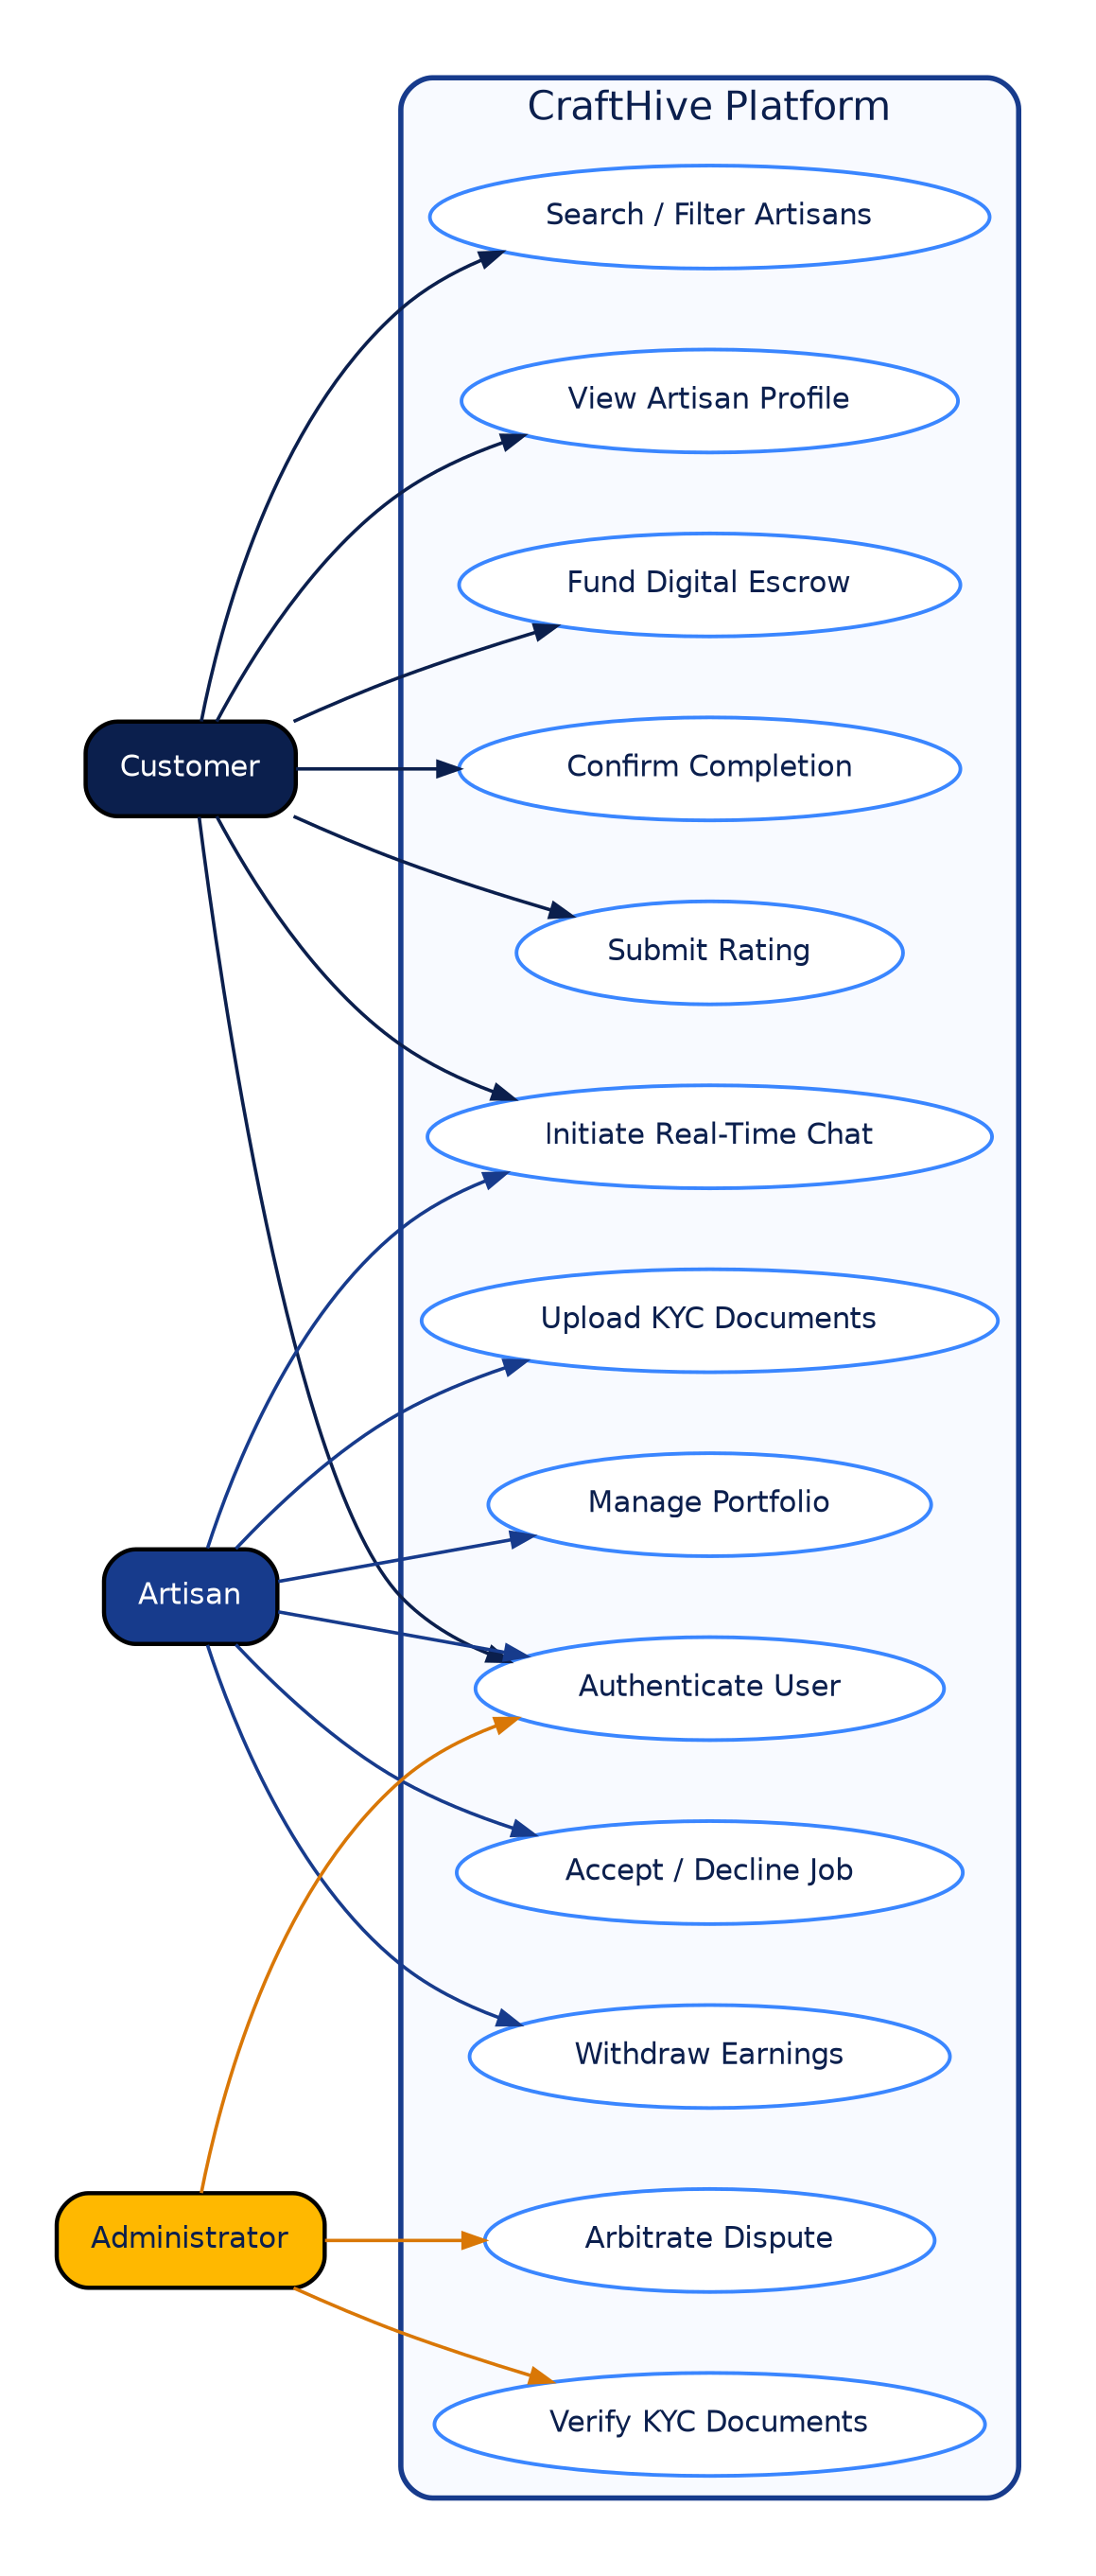 CraftHive Platform
Search / Filter Artisans
View Artisan Profile
Fund Digital Escrow
Customer
Confirm Completion
Submit Rating
Initiate Real-Time Chat
Upload KYC Documents
Manage Portfolio
Artisan
Authenticate User
Accept / Decline Job
Withdraw Earnings
Administrator
Arbitrate Dispute
Verify KYC Documents